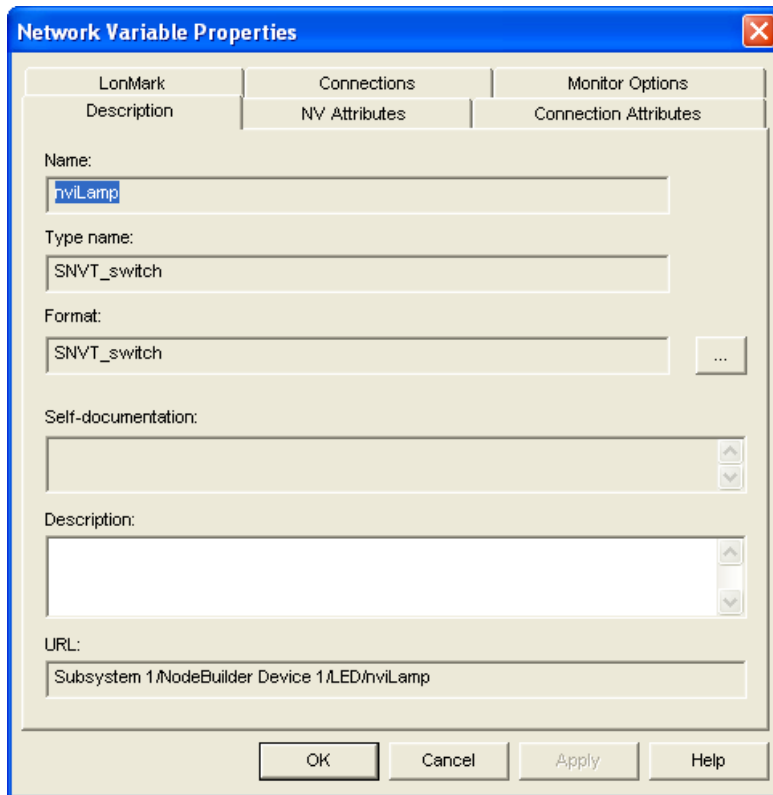 Network Variable Properties
LonMark Connections Monitor Options
Description NV Attributes Connection Attributes
Name:
nviLamp
Type name:
SNVT_switch
Format:
SNVT_switch
...
Self-documentation:
Description:
URL:
Subsystem 1/NodeBuilder Device 1/LED/nviLamp
OK Cancel Apply Help